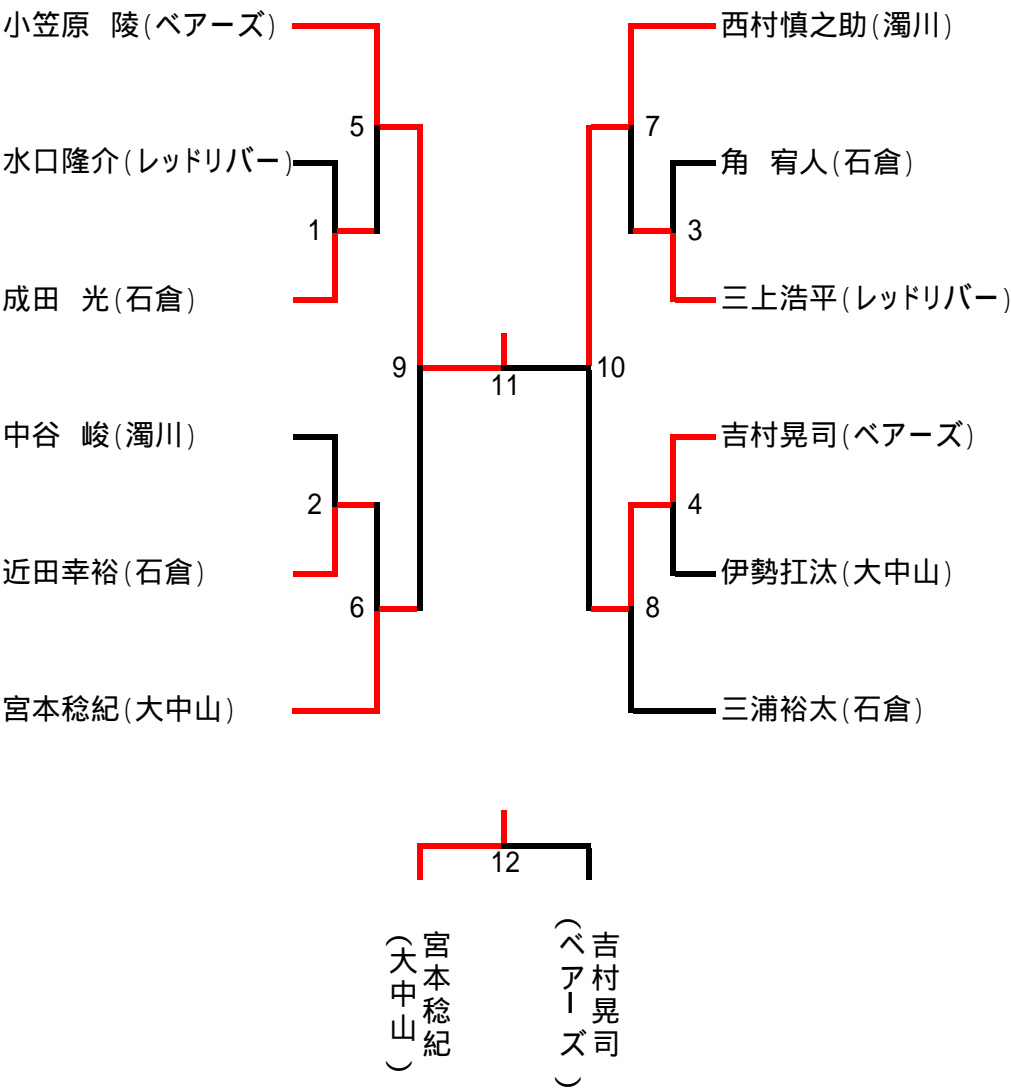 小笠原 陵(ベアーズ)
西村慎之助(濁川)
5
7
水口隆介(レッドリバー)
角 宥人(石倉)
1
3
成田 光(石倉)
三上浩平(レッドリバー)
9
11
10
中谷 峻(濁川)
吉村晃司(ベアーズ)
2
4
近田幸裕(石倉)
伊勢扛汰(大中山)
6
8
宮本稔紀(大中山)
三浦裕太(石倉)
12
宮本稔紀
(大中山)
吉村晃司
(ベアーズ)